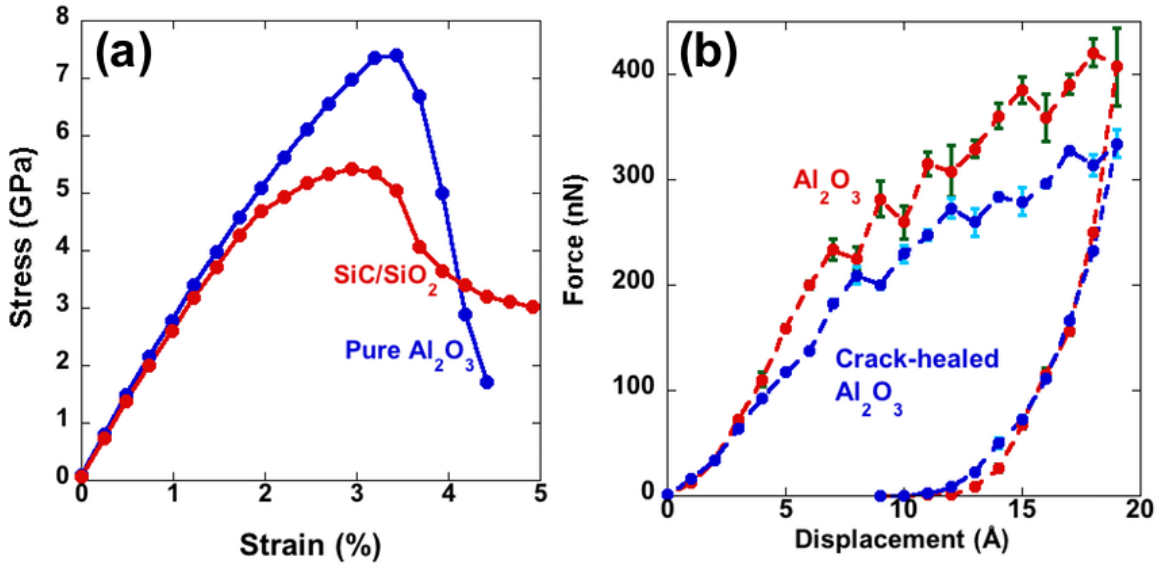 (a)
Stress (GPa)
8
7
6
5
4
3
2
1
0
SiC/SiO₂
Pure Al₂O₃
0 1 2 3 4 5
Strain (%)
(b)
Force (nN)
400
300
200
100
0
Al₂O₃
Crack-healed
Al₂O₃
0 5 10 15 20
Displacement (Å)